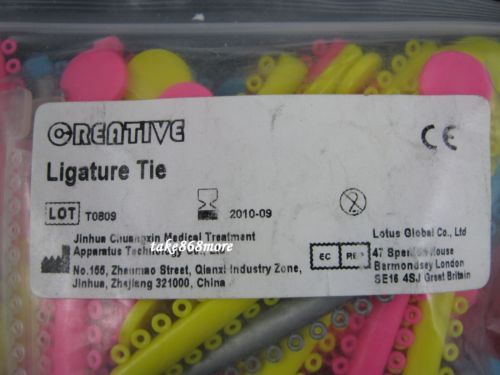 CREATIVE
CE
Ligature Tie
LOT T0809
2010-09
2
take868more
Jinhua Chuangxin Medical Treatment
Apparatus Technology Co., Ltd
No.155, Zhenmao Street, Qianxi Industry Zone,
Jinhua, Zhejiang 321000, China
Lotus Global Co., Ltd
EC REP
47 House
Bermondsey London
SE16 4SJ Great Britain